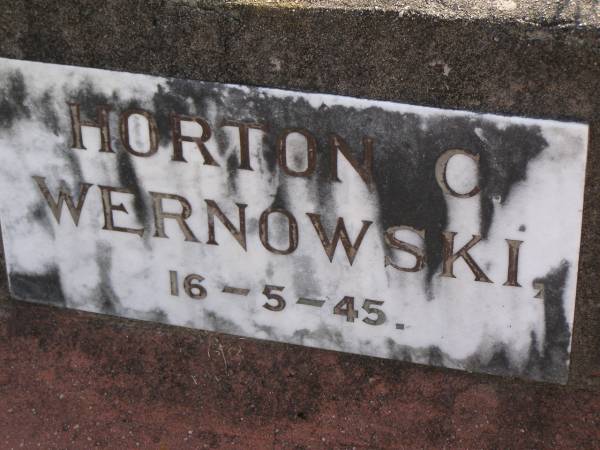 HORTON C.
WERNOWSKI,
16-5-45.